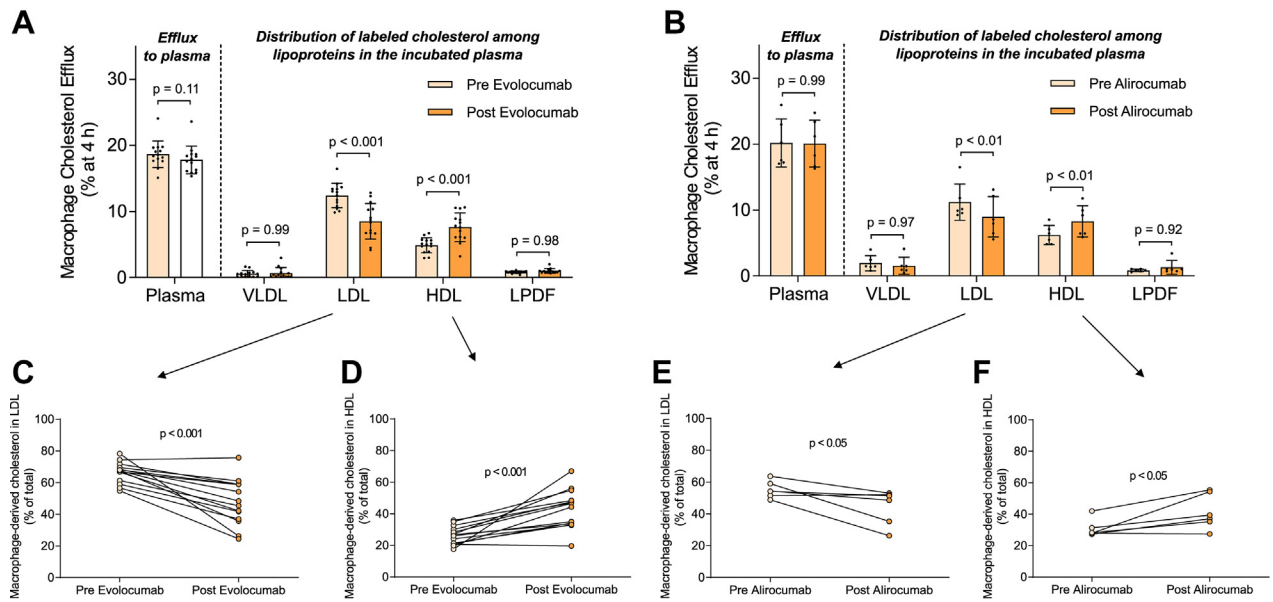 A
Efflux
to plasma
Distribution of labeled cholesterol among
lipoproteins in the incubated plasma
Macrophage Cholesterol Efflux
(% at 4 h)
30
20
10
0
Pre Evolocumab
Post Evolocumab
p = 0.11
p = 0.99
p < 0.001
p < 0.001
p = 0.98
Plasma
VLDL
LDL
HDL
LPDF
B
Efflux
to plasma
Distribution of labeled cholesterol among
lipoproteins in the incubated plasma
Macrophage Cholesterol Efflux
(% at 4 h)
30
20
10
0
Pre Alirocumab
Post Alirocumab
p = 0.99
p = 0.97
p < 0.01
p < 0.01
p = 0.92
Plasma
VLDL
LDL
HDL
LPDF
C
Macrophage-derived cholesterol in LDL
(% of total)
100
80
60
40
20
0
p < 0.001
Pre Evolocumab
Post Evolocumab
D
Macrophage-derived cholesterol in HDL
(% of total)
100
80
60
40
20
0
p < 0.001
Pre Evolocumab
Post Evolocumab
E
Macrophage-derived cholesterol in LDL
(% of total)
100
80
60
40
20
0
p < 0.05
Pre Alirocumab
Post Alirocumab
F
Macrophage-derived cholesterol in HDL
(% of total)
100
80
60
40
20
0
p < 0.05
Pre Alirocumab
Post Alirocumab